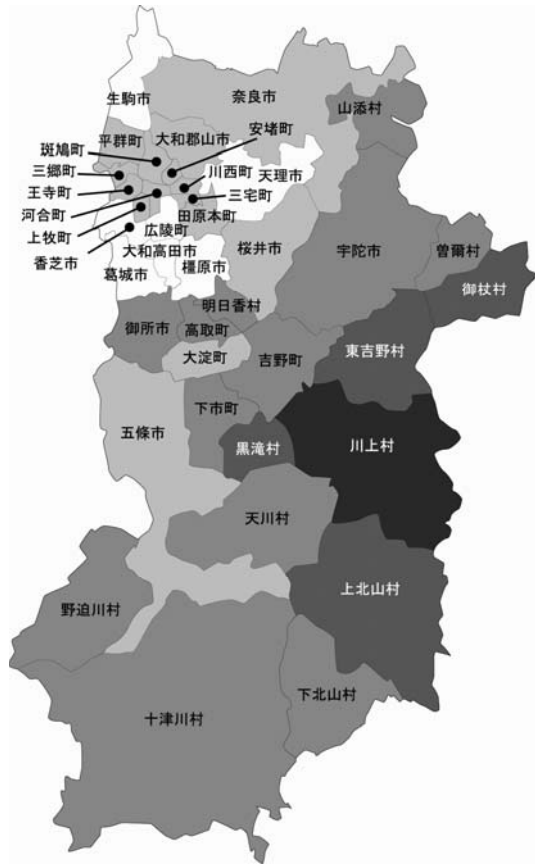 生駒市
奈良市
山添村
平群町
大和郡山市
安堵町
斑鳩町
三郷町
川西町
天理市
王寺町
三宅町
河合町
田原本町
上牧町
広陵町
香芝市
大和高田市
桜井市
宇陀市
曽爾村
葛城市
橿原市
御杖村
明日香村
御所市
高取町
東吉野村
大淀町
吉野町
下市町
五條市
黒滝村
川上村
天川村
上北山村
野迫川村
下北山村
十津川村